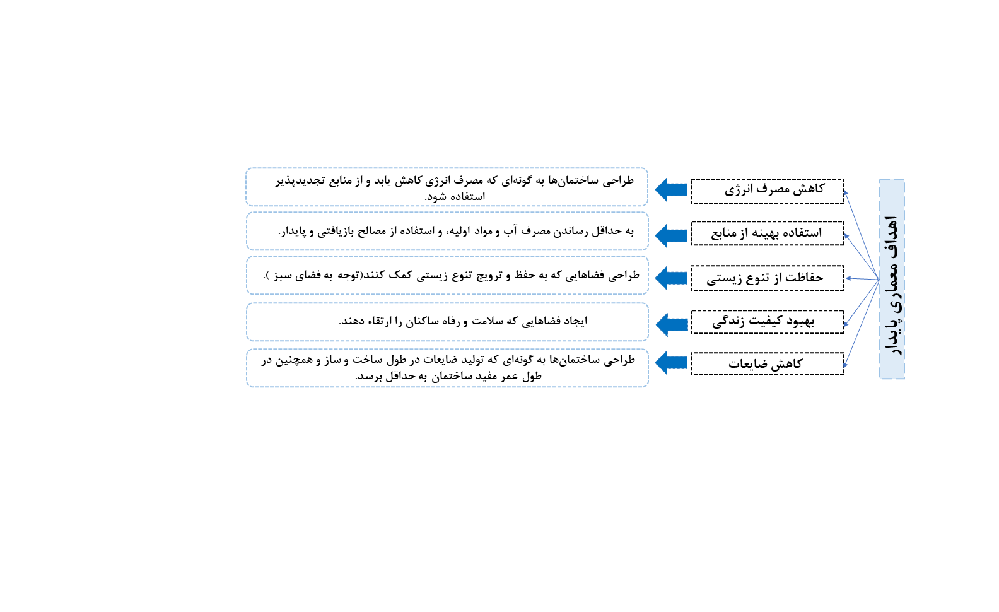 اهداف معماری پایدار
کاهش مصرف انرژی
طراحی ساختمان‌ها به گونه‌ای که مصرف انرژی کاهش یابد و از منابع تجدیدپذیر
استفاده شود.
استفاده بهینه از منابع
به حداقل رساندن مصرف آب و مواد اولیه، و استفاده از مصالح بازیافتی و پایدار.
حفاظت از تنوع زیستی
طراحی فضاهایی که به حفظ و ترویج تنوع زیستی کمک کنند(توجه به فضای سبز ).
بهبود کیفیت زندگی
ایجاد فضاهایی که سلامت و رفاه ساکنان را ارتقاء دهند.
کاهش ضایعات
طراحی ساختمان‌ها به گونه‌ای که تولید ضایعات در طول ساخت و ساز و همچنین در
طول عمر مفید ساختمان به حداقل برسد.